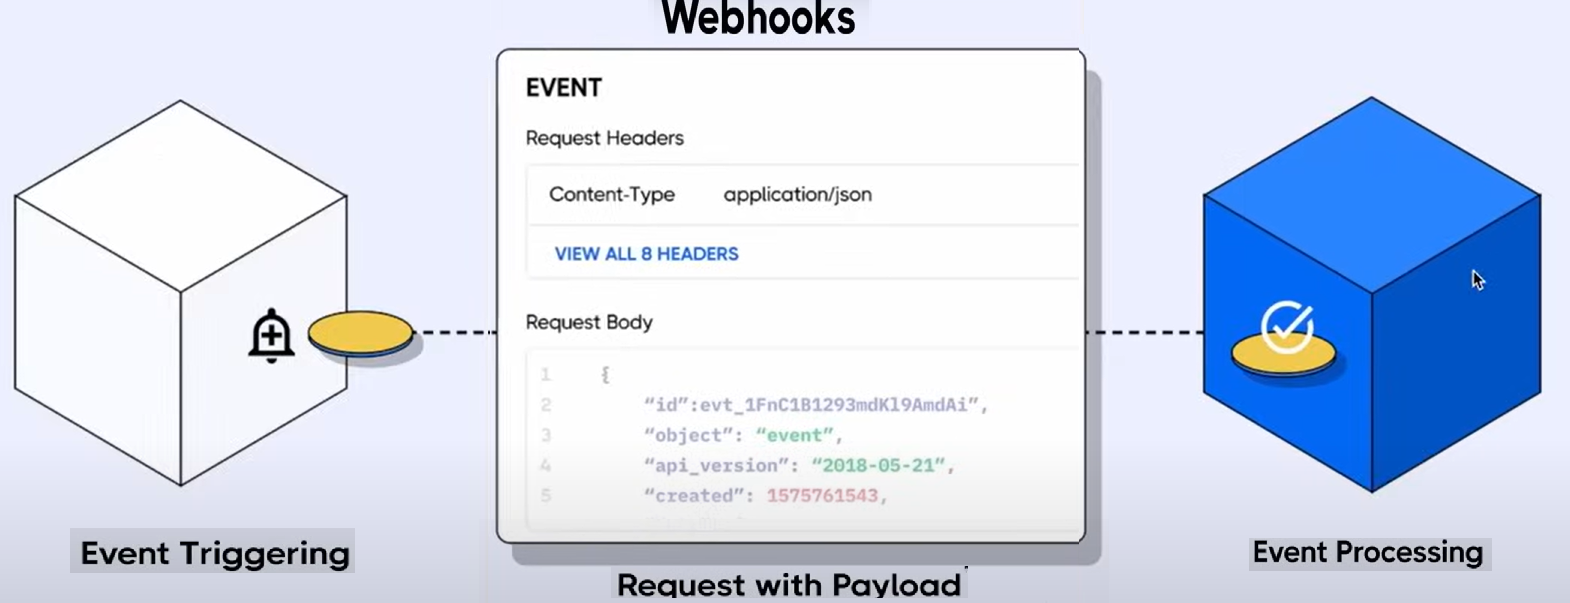 Webhooks
EVENT
Request Headers
Content-Type application/json
VIEW ALL 8 HEADERS
Request Body
1 {
2 “id”:evt_1FnC1B1293mdKl9AmdAi”,
3 “object”: “event”,
4 “api_version”: “2018-05-21”,
5 “created”: 1575761543,
Event Triggering
Request with Payload
Event Processing